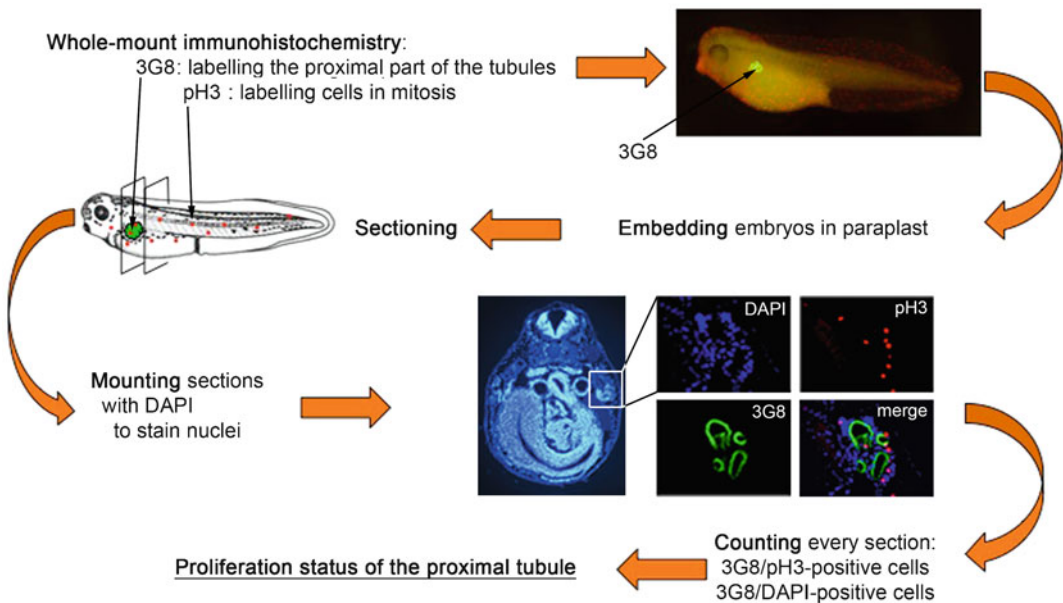 Whole-mount immunohistochemistry:
3G8: labelling the proximal part of the tubules
pH3 : labelling cells in mitosis
3G8
Embedding embryos in paraplast
Sectioning
Mounting sections
with DAPI
to stain nuclei
DAPI
pH3
3G8
merge
Counting every section:
3G8/pH3-positive cells
3G8/DAPI-positive cells
Proliferation status of the proximal tubule